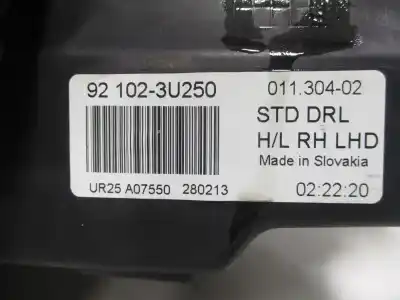 92 102-3U250 011.304-02
STD DRL
H/L RH LHD
Made in Slovakia
UR25 A07550 280213 02:22:20